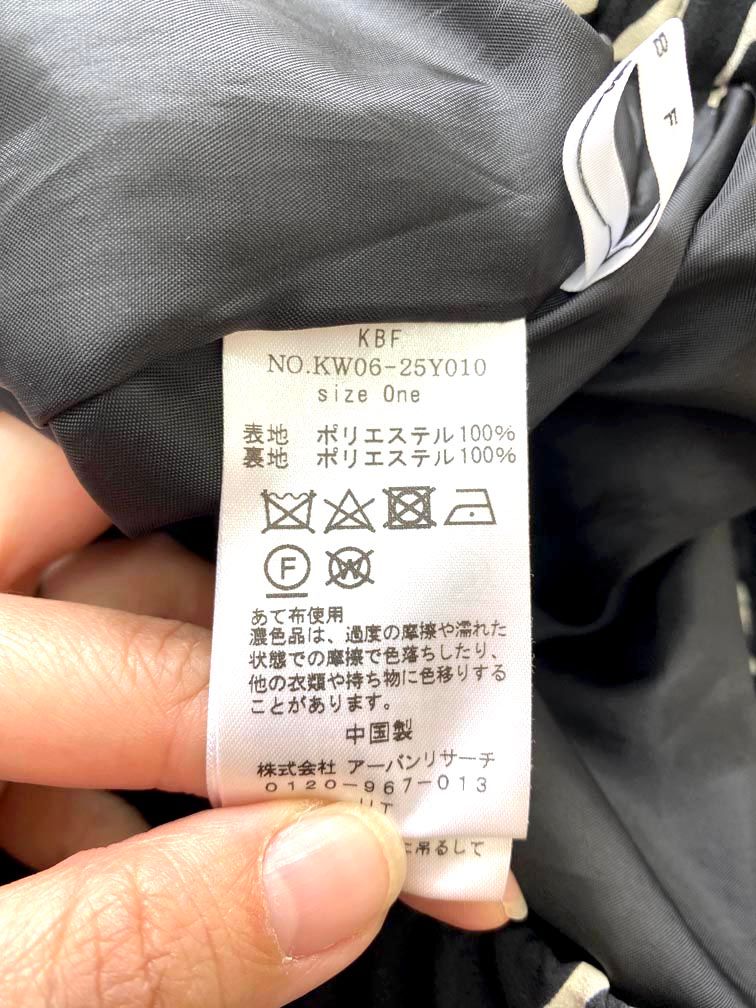 B F
KBF
NO.KW06-25Y010
size One
表地 ポリエステル100%
裏地 ポリエステル100%
F
W
あて布使用
濃色品は、過度の摩擦や濡れた
状態での摩擦で色落ちしたり、
他の衣類や持ち物に色移りする
ことがあります。
中国製
株式会社 アーバンリサーチ
0120-967-013
に吊るして